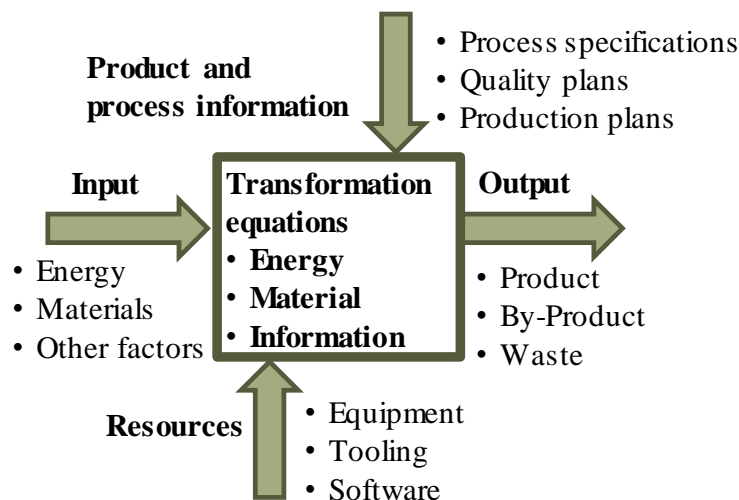 Product and
process information
• Process specifications
• Quality plans
• Production plans
Input
• Energy
• Materials
• Other factors
Transformation
equations
• Energy
• Material
• Information
Output
• Product
• By-Product
• Waste
Resources
• Equipment
• Tooling
• Software